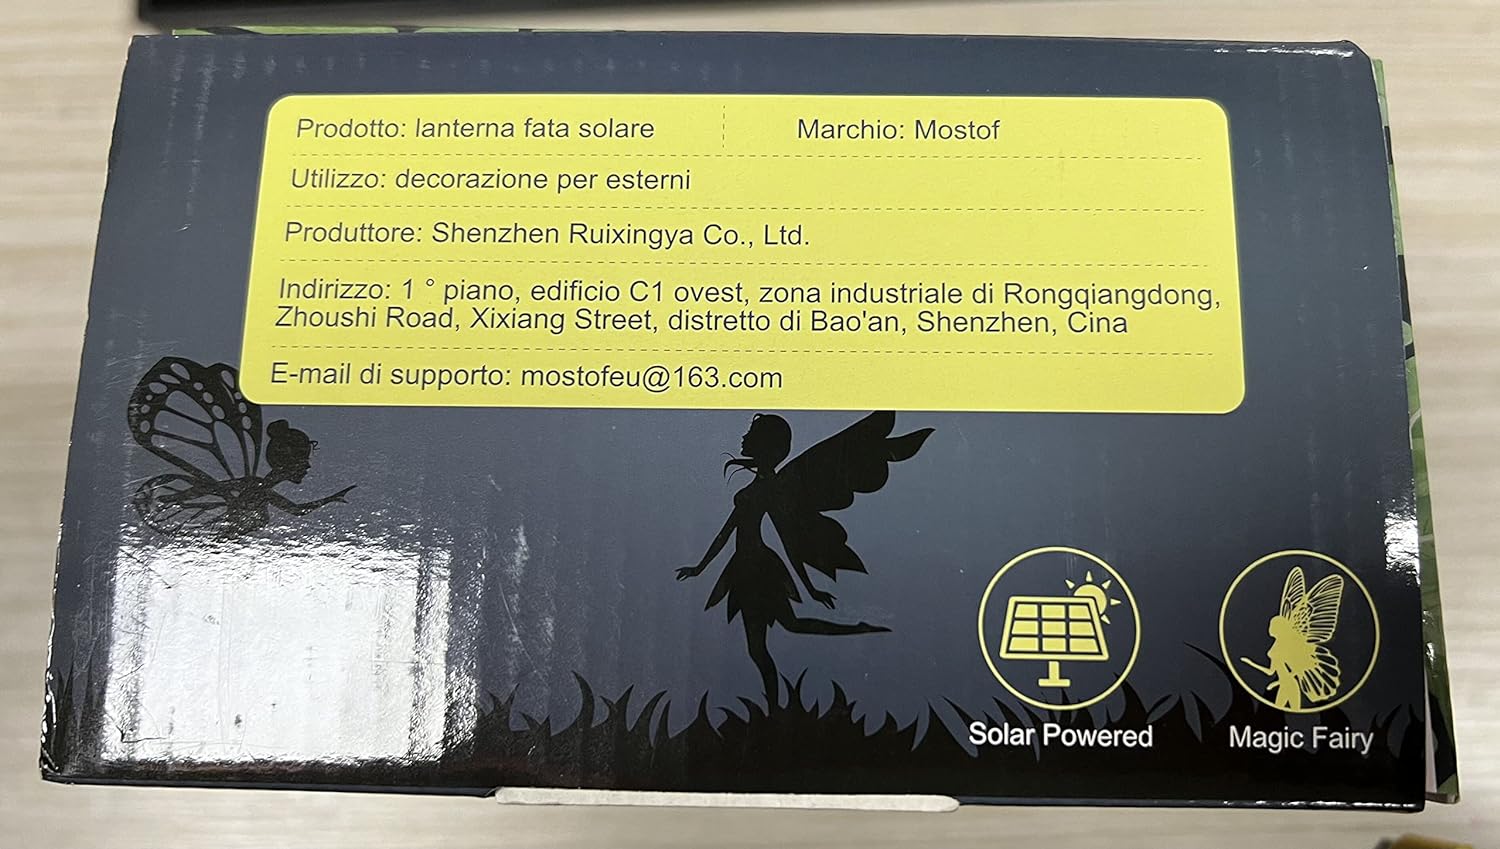 Prodotto: lanterna fata solare Marchio: Mostof
Utilizzo: decorazione per esterni
Produttore: Shenzhen Ruixingya Co., Ltd.
Indirizzo: 1 ° piano, edificio C1 ovest, zona industriale di Rongqiangdong,
Zhoushi Road, Xixiang Street, distretto di Bao'an, Shenzhen, Cina
E-mail di supporto: mostofeu@163.com
Solar Powered Magic Fairy